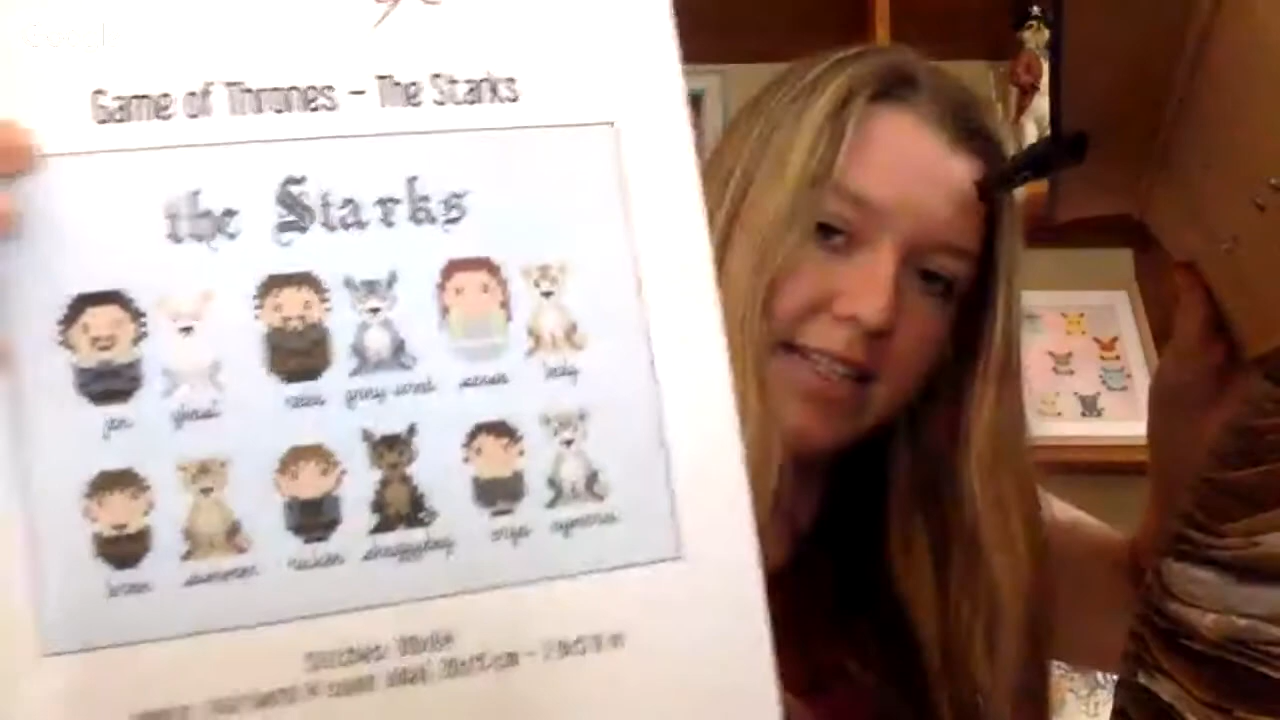 Game of Thrones - The Starks
the Starks
jon ghost robb grey wind sansa lady
bran summer rickon shaggydog arya nymeria
Stitches: